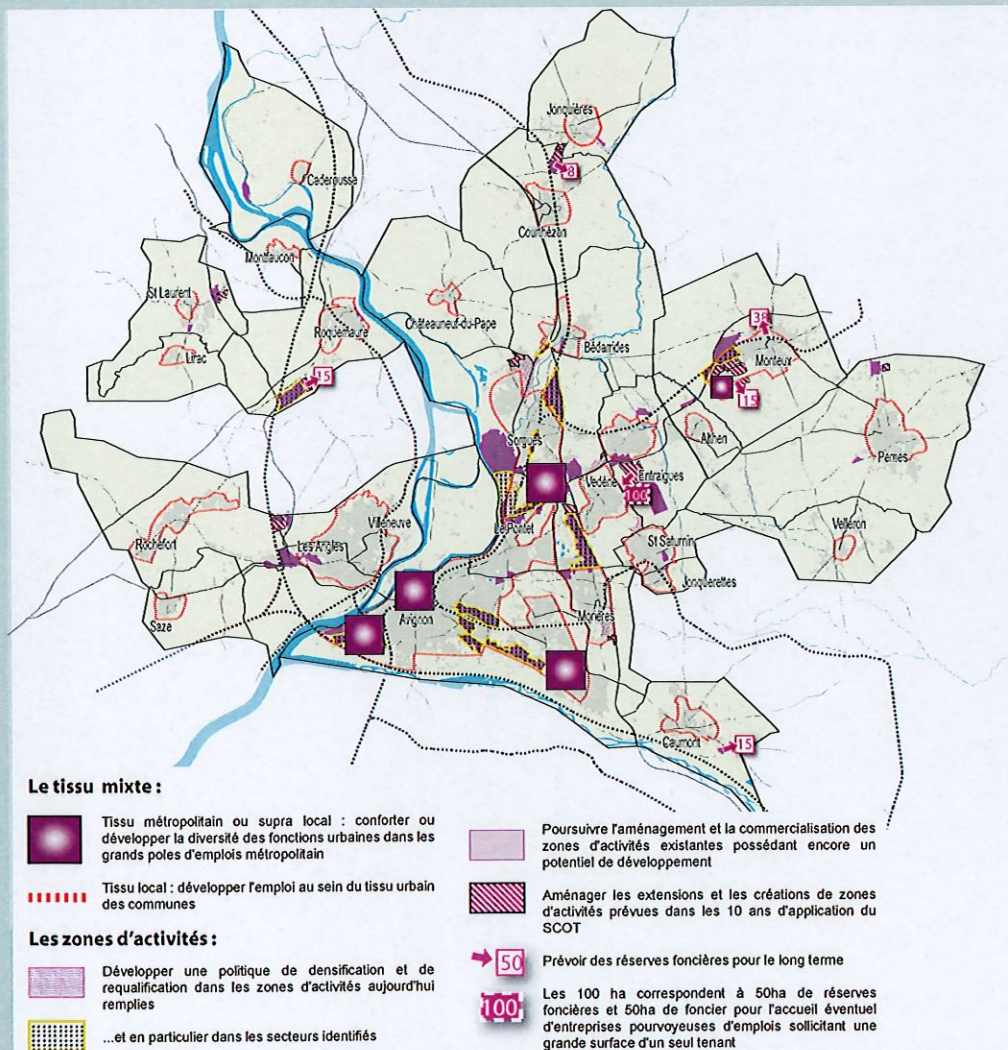 Jonquières
8
Caderousse
Courthézon
Montfaucon
St Laurent
Châteauneuf-du-Pape
38
Roquemaure
Bédarrides
Monteux
Lirac
15
15
Althen
Sorgues
Pernes
Vedène
Entraigues
100
Villeneuve
Le Pontet
Velleron
Rochefort
Les Angles
St Saturnin
Jonquerettes
Saze
Avignon
Morières
Caumont
15
Le tissu mixte :
Tissu métropolitain ou supra local : conforter ou
développer la diversité des fonctions urbaines dans les
grands poles d'emplois métropolitain
Tissu local : développer l'emploi au sein du tissu urbain
des communes
Les zones d'activités :
Développer une politique de densification et de
requalification dans les zones d'activités aujourd'hui
remplies
...et en particulier dans les secteurs identifiés
Poursuivre l'aménagement et la commercialisation des
zones d'activités existantes possédant encore un
potentiel de développement
Aménager les extensions et les créations de zones
d'activités prévues dans les 10 ans d'application du
SCOT
50 Prévoir des réserves foncières pour le long terme
100
Les 100 ha correspondent à 50ha de réserves
foncières et 50ha de foncier pour l'accueil éventuel
d'entreprises pourvoyeuses d'emplois sollicitant une
grande surface d'un seul tenant